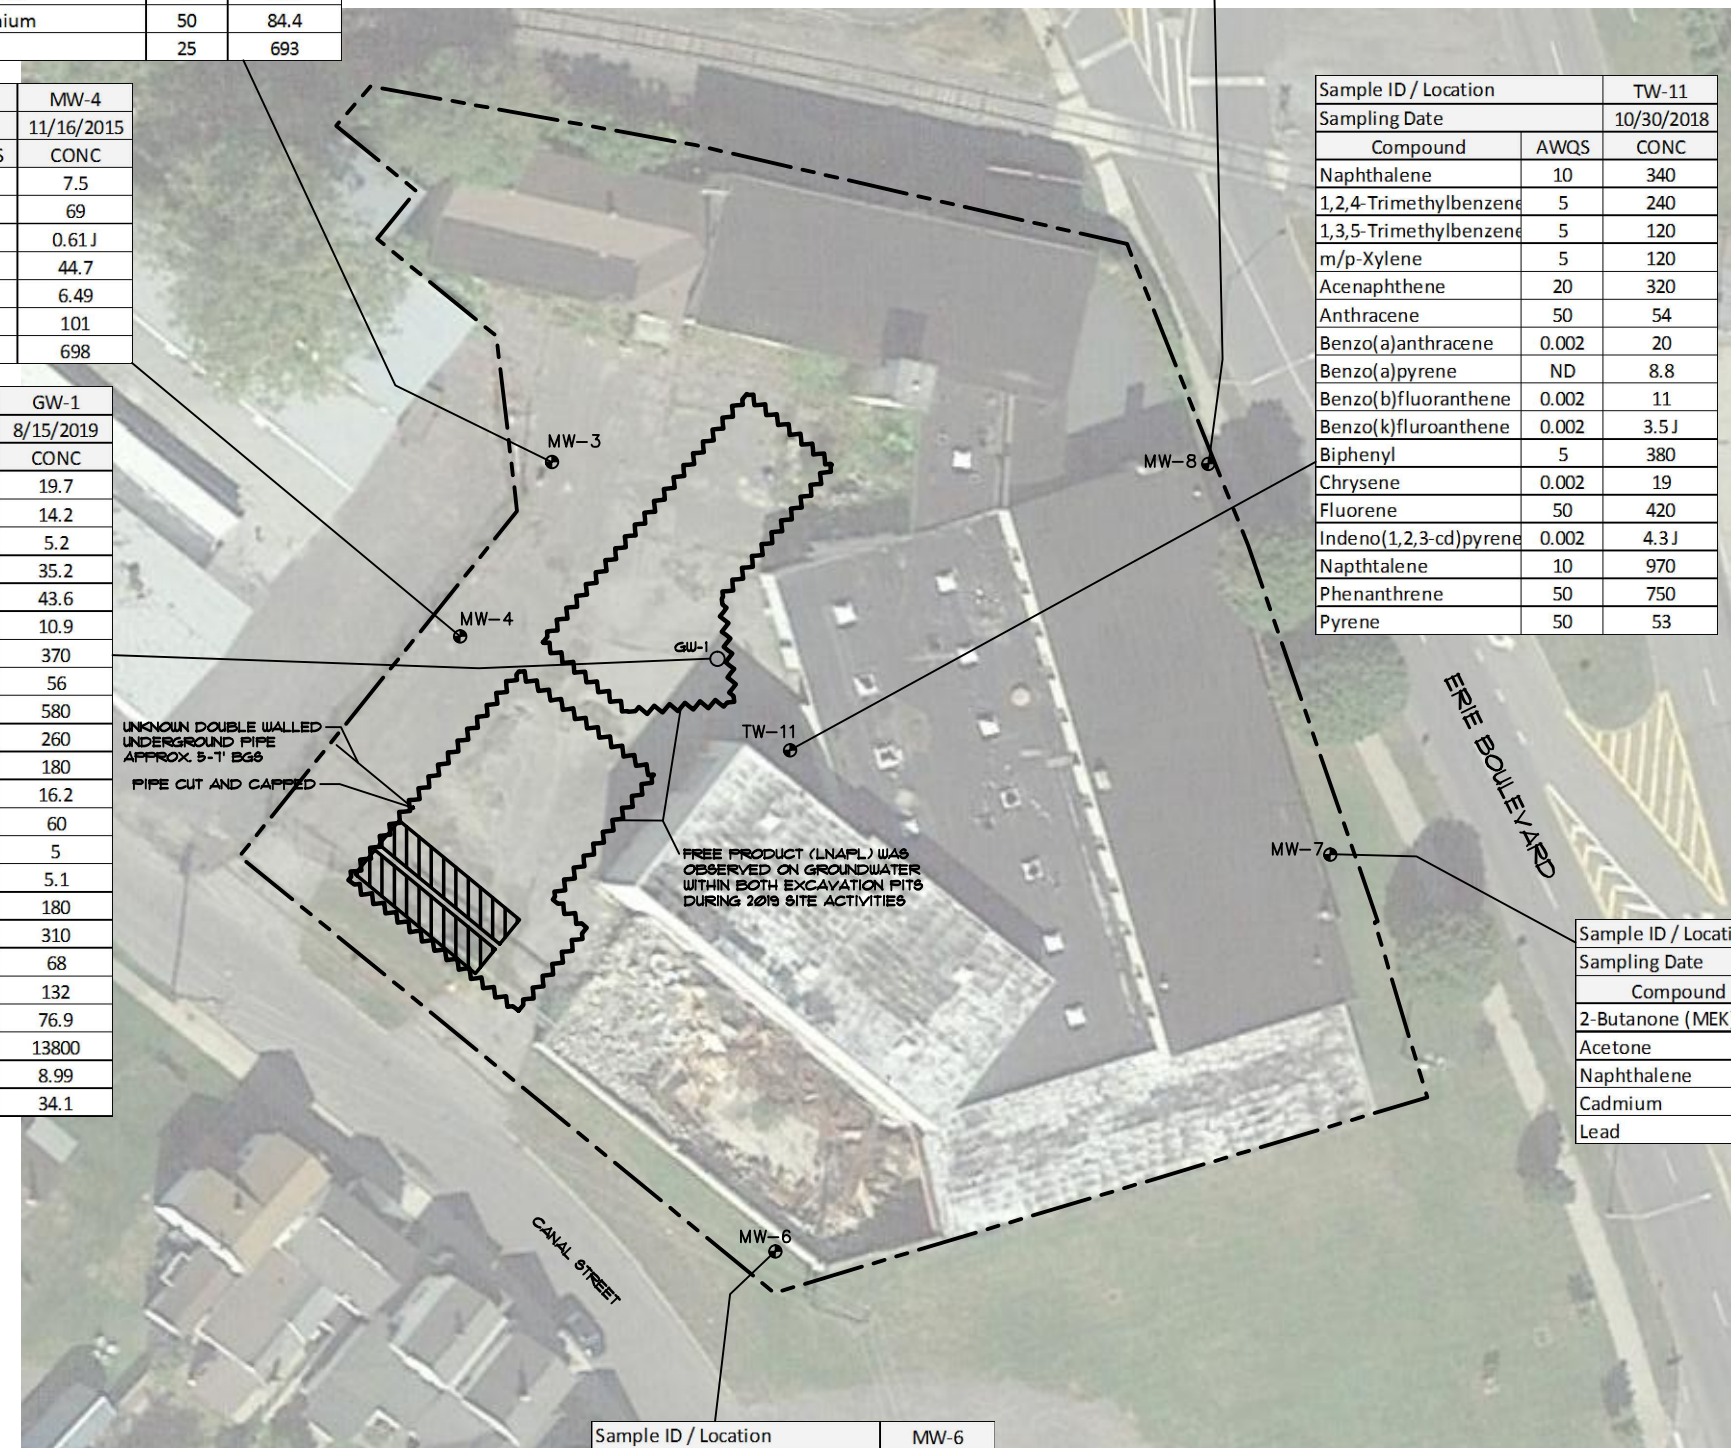 50 84.4
25 693
MW-4
11/16/2015
CONC
7.5
69
0.61 J
44.7
6.49
101
698
GW-1
8/15/2019
CONC
19.7
14.2
5.2
35.2
43.6
10.9
370
56
580
260
180
16.2
60
5
5.1
180
310
68
132
76.9
13800
8.99
34.1
Sample ID / Location TW-11
Sampling Date 10/30/2018
Compound AWQS CONC
Naphthalene 10 340
1,2,4-Trimethylbenzene 5 240
1,3,5-Trimethylbenzene 5 120
m/p-Xylene 5 120
Acenaphthene 20 320
Anthracene 50 54
Benzo(a)anthracene 0.002 20
Benzo(a)pyrene ND 8.8
Benzo(b)fluoranthene 0.002 11
Benzo(k)fluroanthene 0.002 3.5 J
Biphenyl 5 380
Chrysene 0.002 19
Fluorene 50 420
Indeno(1,2,3-cd)pyrene 0.002 4.3 J
Napthtalene 10 970
Phenanthrene 50 750
Pyrene 50 53
MW-3
MW-8
MW-4
GW-1
TW-11
UNKNOWN DOUBLE WALLED
UNDERGROUND PIPE
APPROX. 5-7' BGS
PIPE CUT AND CAPPED
FREE PRODUCT (LNAPL) WAS
OBSERVED ON GROUNDWATER
WITHIN BOTH EXCAVATION PITS
DURING 2019 SITE ACTIVITIES
MW-7
ERIE BOULEVARD
Sample ID / Locati
Sampling Date
Compound
2-Butanone (MEK
Acetone
Naphthalene
Cadmium
Lead
CANAL STREET
MW-6
Sample ID / Location MW-6